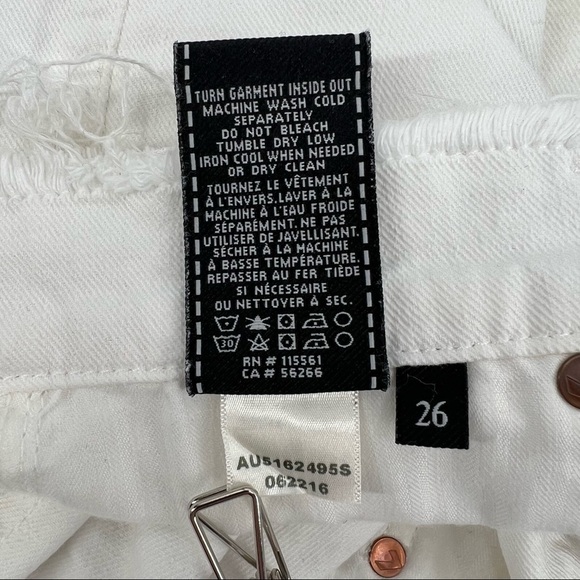 TURN GARMENT INSIDE OUT
MACHINE WASH COLD
SEPARATELY
DO NOT BLEACH
TUMBLE DRY LOW
IRON COOL WHEN NEEDED
OR DRY CLEAN
TOURNEZ LE VÊTEMENT
À L'ENVERS.LAVER À LA
MACHINE À L'EAU FROIDE
SÉPARÉMENT. NE PAS
UTILISER DE JAVELLISANT.
SÉCHER À LA MACHINE
À BASSE TEMPÉRATURE.
REPASSER AU FER TIÈDE
SI NÉCESSAIRE
OU NETTOYER À SEC.
30
RN # 115561
CA # 56266
26
AU5162495S
062216